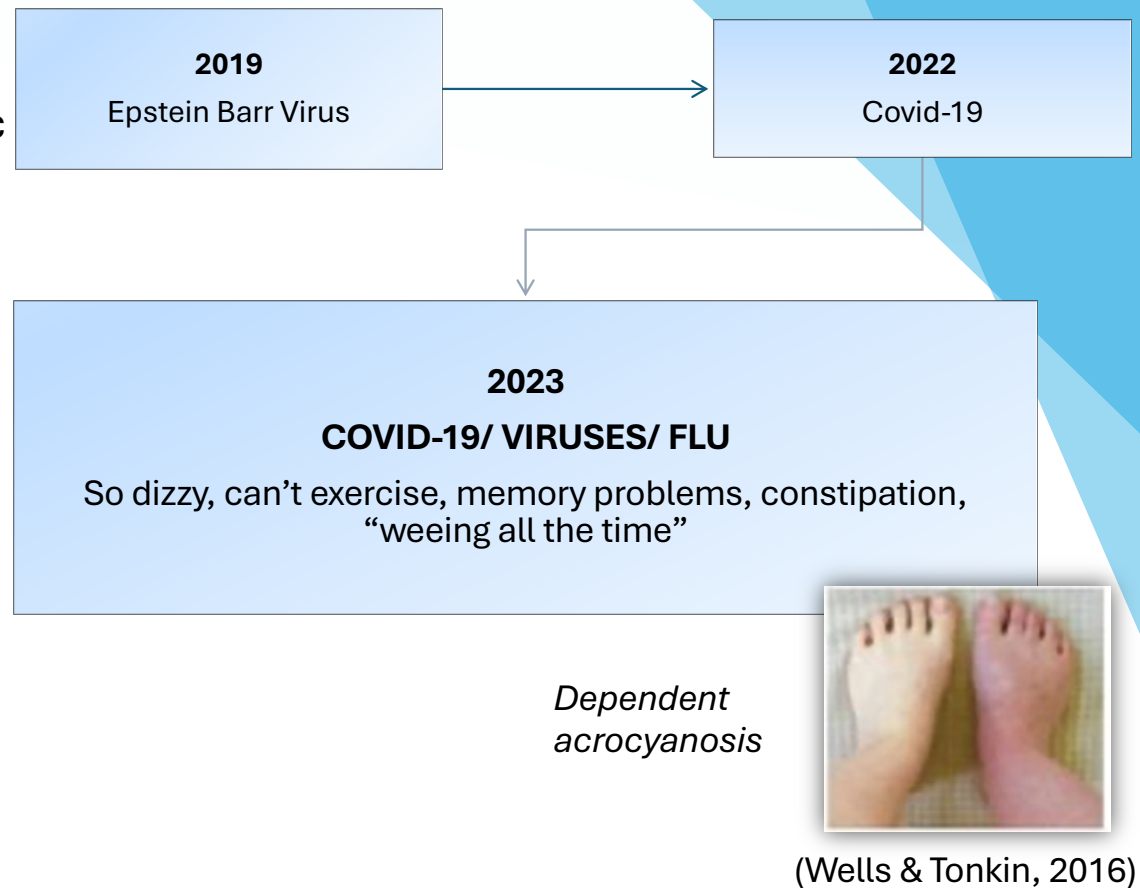 2019
Epstein Barr Virus
2022
Covid-19
2023
COVID-19/ VIRUSES/ FLU
So dizzy, can’t exercise, memory problems, constipation,
“weeing all the time”
Dependent
acrocyanosis
(Wells & Tonkin, 2016)